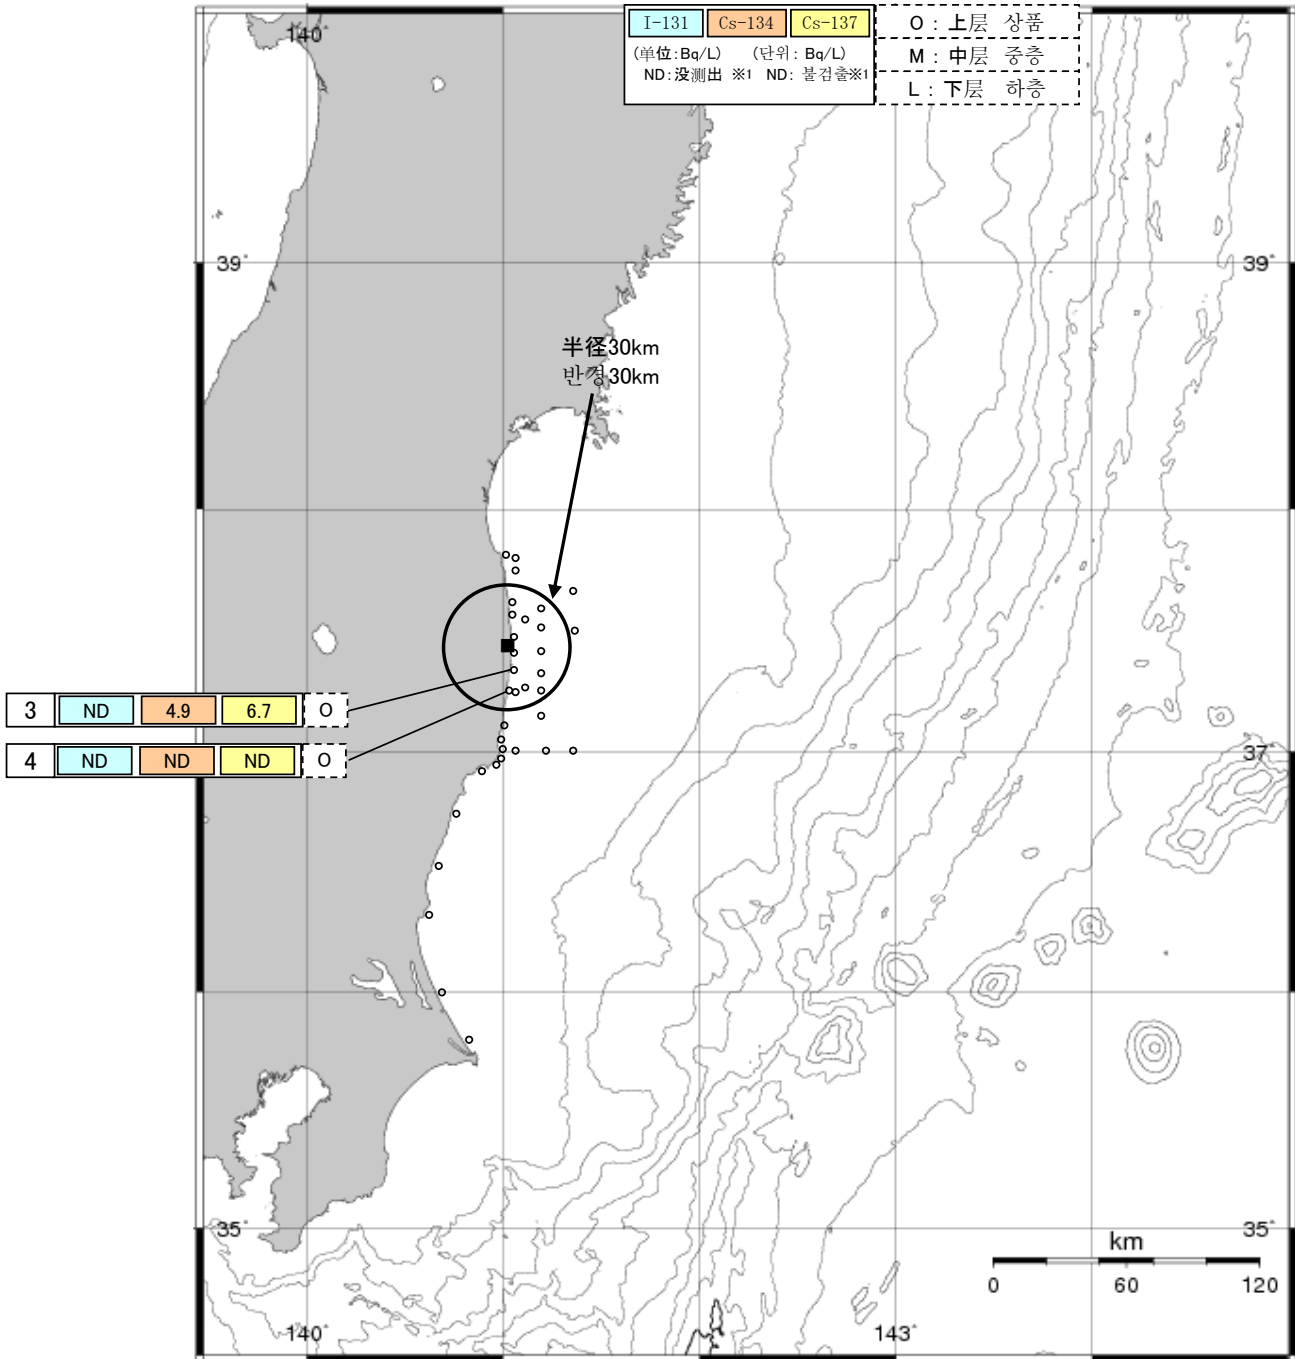 I-131 Cs-134 Cs-137
(単位:Bq/L) (단위: Bq/L)
ND:没測出 ※1 ND: 불검출※1
O : 上层 상품
M : 中层 중층
L : 下层 하층
140°
39° 39°
半径30km
반경30km
3 ND 4.9 6.7 O
4 ND ND ND O
37°
35° 35°
km
0 60 120
140° 143°